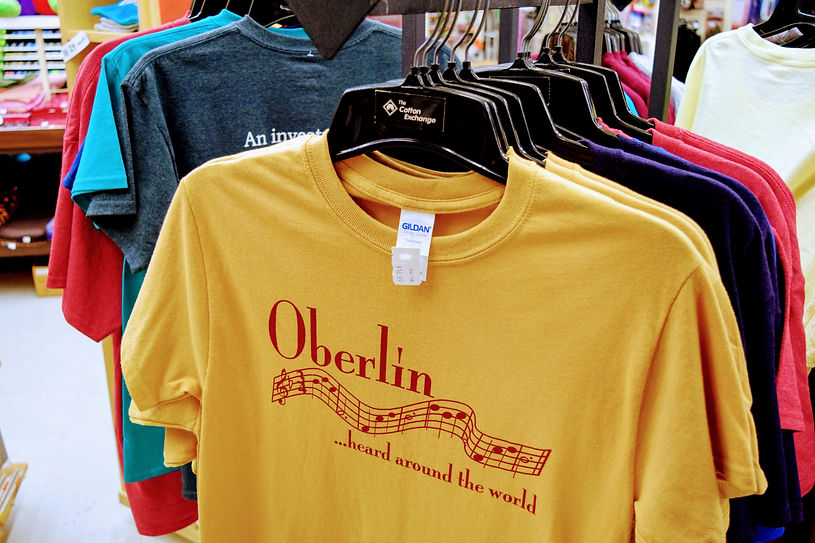 An invest
The
Cotton
Exchange
GILDAN
Oberlin
...heard around the world